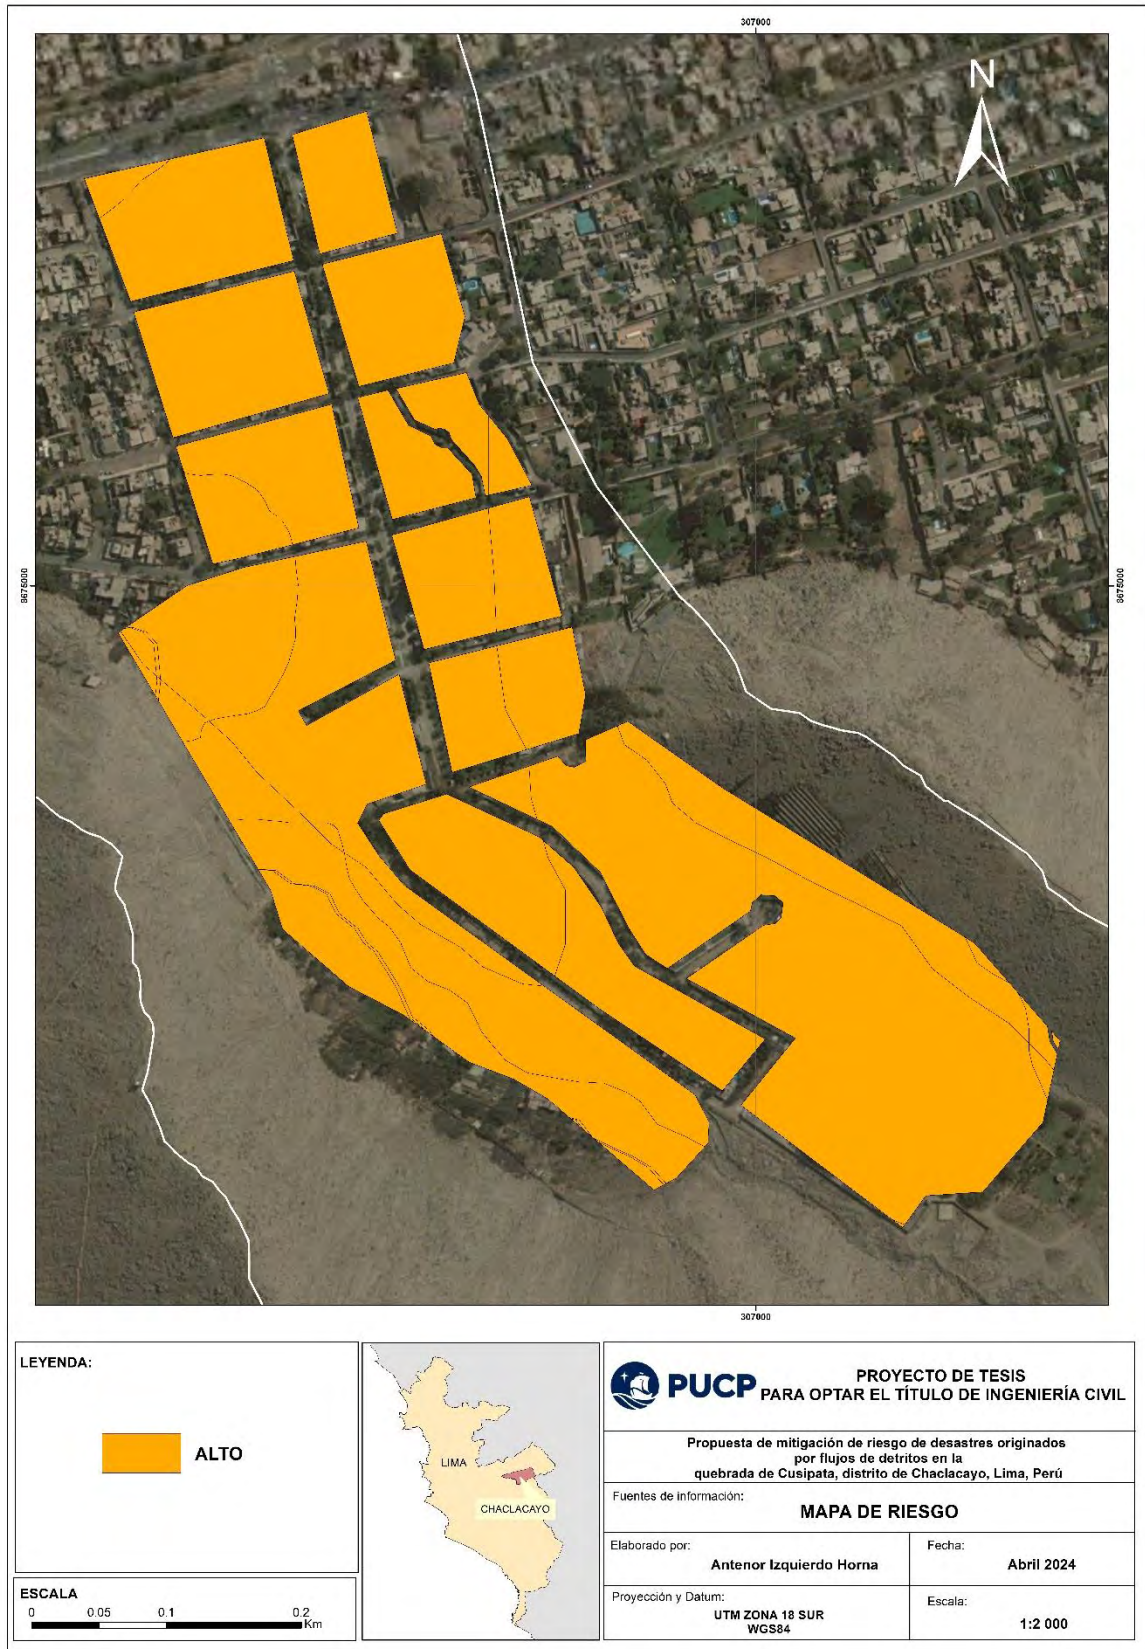 307000
N
8675000
8675000
307000
LEYENDA:
ALTO
ESCALA
0 0.05 0.1 0.2
Km
LIMA
CHACLACAYO
PUCP
PROYECTO DE TESIS
PARA OPTAR EL TÍTULO DE INGENIERÍA CIVIL
Propuesta de mitigación de riesgo de desastres originados
por flujos de detritos en la
quebrada de Cusipata, distrito de Chaclacayo, Lima, Perú
Fuentes de información:
MAPA DE RIESGO
Elaborado por:
Antenor Izquierdo Horna
Fecha:
Abril 2024
Proyección y Datum:
UTM ZONA 18 SUR
WGS84
Escala:
1:2 000